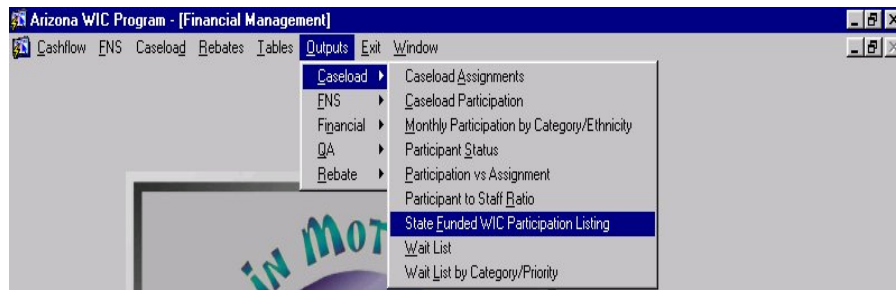 Arizona WIC Program - [Financial Management]
Cashflow FNS Caseload Rebates Tables Outputs Exit Window
Caseload
FNS
Financial
QA
Rebate
Caseload Assignments
Caseload Participation
Monthly Participation by Category/Ethnicity
Participant Status
Participation vs Assignment
Participant to Staff Ratio
State Funded WIC Participation Listing
Wait List
Wait List by Category/Priority
IN MOT